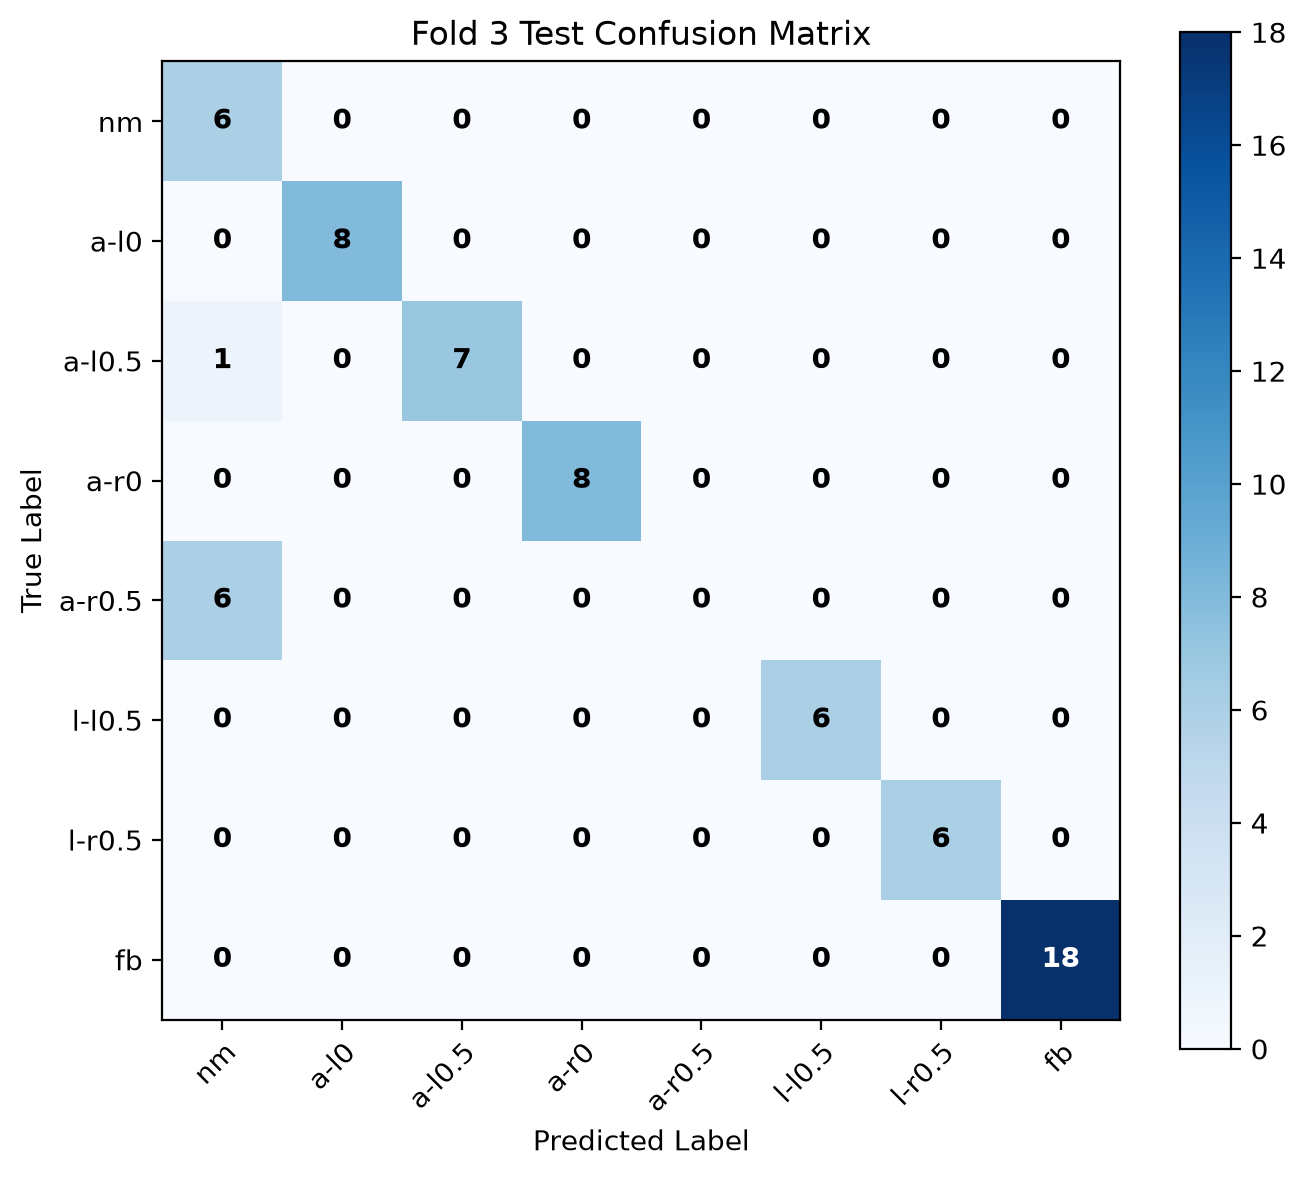 Fold 3 Test Confusion Matrix
nm 6 0 0 0 0 0 0 0
a-l0 0 8 0 0 0 0 0 0
a-l0.5 1 0 7 0 0 0 0 0
a-r0 0 0 0 8 0 0 0 0
a-r0.5 6 0 0 0 0 0 0 0
l-l0.5 0 0 0 0 0 6 0 0
l-r0.5 0 0 0 0 0 0 6 0
fb 0 0 0 0 0 0 0 18
nm a-l0 a-l0.5 a-r0 a-r0.5 l-l0.5 l-r0.5 fb
Predicted Label
True Label
18
16
14
12
10
8
6
4
2
0